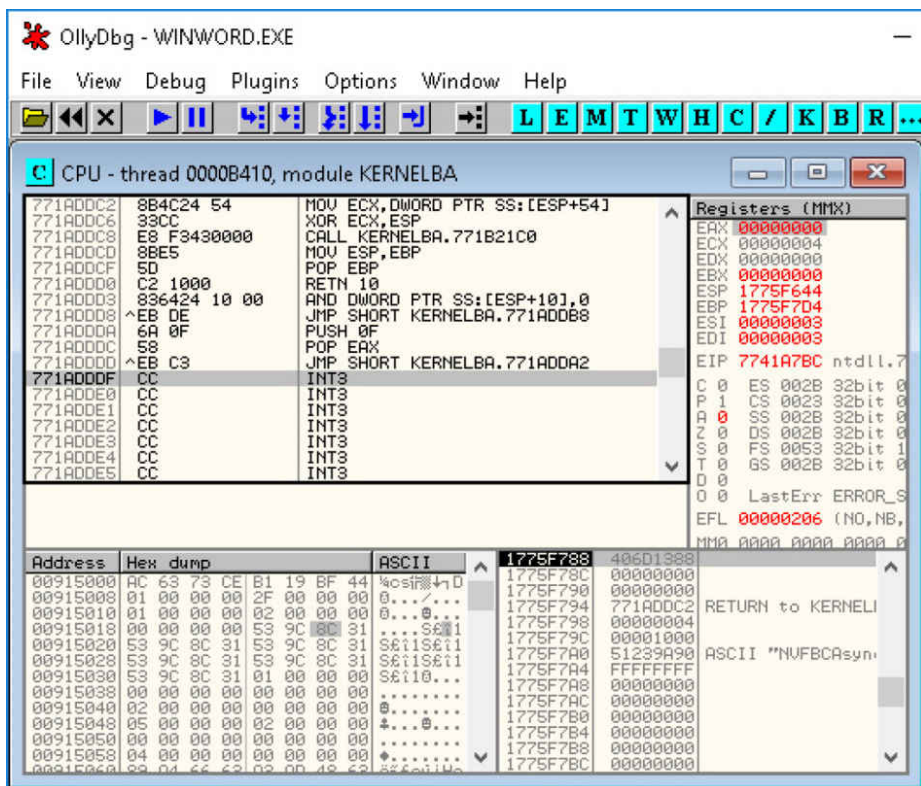 OllyDbg - WINWORD.EXE
File View Debug Plugins Options Window Help
L E M T W H C / K B R ...
C CPU - thread 0000B410, module KERNELBA
771ADDC2 8B4C24 54 MOV ECX,DWORD PTR SS:[ESP+54]
771ADDC6 33CC XOR ECX,ESP
771ADDC8 E8 F3430000 CALL KERNELBA.771B21C0
771ADDCD 8BE5 MOV ESP,EBP
771ADDCF 5D POP EBP
771ADDD0 C2 1000 RETN 10
771ADDD3 836424 10 00 AND DWORD PTR SS:[ESP+10],0
771ADDD8 ^EB DE JMP SHORT KERNELBA.771ADDB8
771ADDDA 6A 0F PUSH 0F
771ADDDC 58 POP EAX
771ADDDD ^EB C3 JMP SHORT KERNELBA.771ADDA2
771ADDDF CC INT3
771ADDE0 CC INT3
771ADDE1 CC INT3
771ADDE2 CC INT3
771ADDE3 CC INT3
771ADDE4 CC INT3
771ADDE5 CC INT3
Registers (MMX)
EAX 00000000
ECX 00000004
EDX 00000000
EBX 00000000
ESP 1775F644
EBP 1775F7D4
ESI 00000003
EDI 00000003
EIP 7741A7BC ntdll.7
C 0 ES 002B 32bit 0
P 1 CS 0023 32bit 0
A 0 SS 002B 32bit 0
Z 0 DS 002B 32bit 0
S 0 FS 0053 32bit 1
T 0 GS 002B 32bit 0
D 0
O 0 LastErr ERROR_S
EFL 00000206 (NO,NB,
MM0 0000 0000 0000 0
Address Hex dump ASCII
00915000 AC 63 73 CE B1 19 BF 44
00915008 01 00 00 00 2F 00 00 00
00915010 01 00 00 00 02 00 00 00
00915018 00 00 00 00 53 9C 8C 31 ....S£î1
00915020 53 9C 8C 31 53 9C 8C 31 S£î1S£î1
00915028 53 9C 8C 31 53 9C 8C 31 S£î1S£î1
00915030 53 9C 8C 31 01 00 00 00
00915038 00 00 00 00 00 00 00 00 ........
00915040 02 00 00 00 00 00 00 00
00915048 05 00 00 00 02 00 00 00
00915050 00 00 00 00 00 00 00 00 ........
00915058 04 00 00 00 00 00 00 00
1775F788 406D1388
1775F78C 00000000
1775F790 00000000
1775F794 771ADDC2 RETURN to KERNEL
1775F798 00000004
1775F79C 00001000
1775F7A0 51239A90 ASCII "NVFBCAsyn
1775F7A4 FFFFFFFF
1775F7A8 00000000
1775F7AC 00000000
1775F7B0 00000000
1775F7B4 00000000
1775F7B8 00000000
1775F7BC 00000000